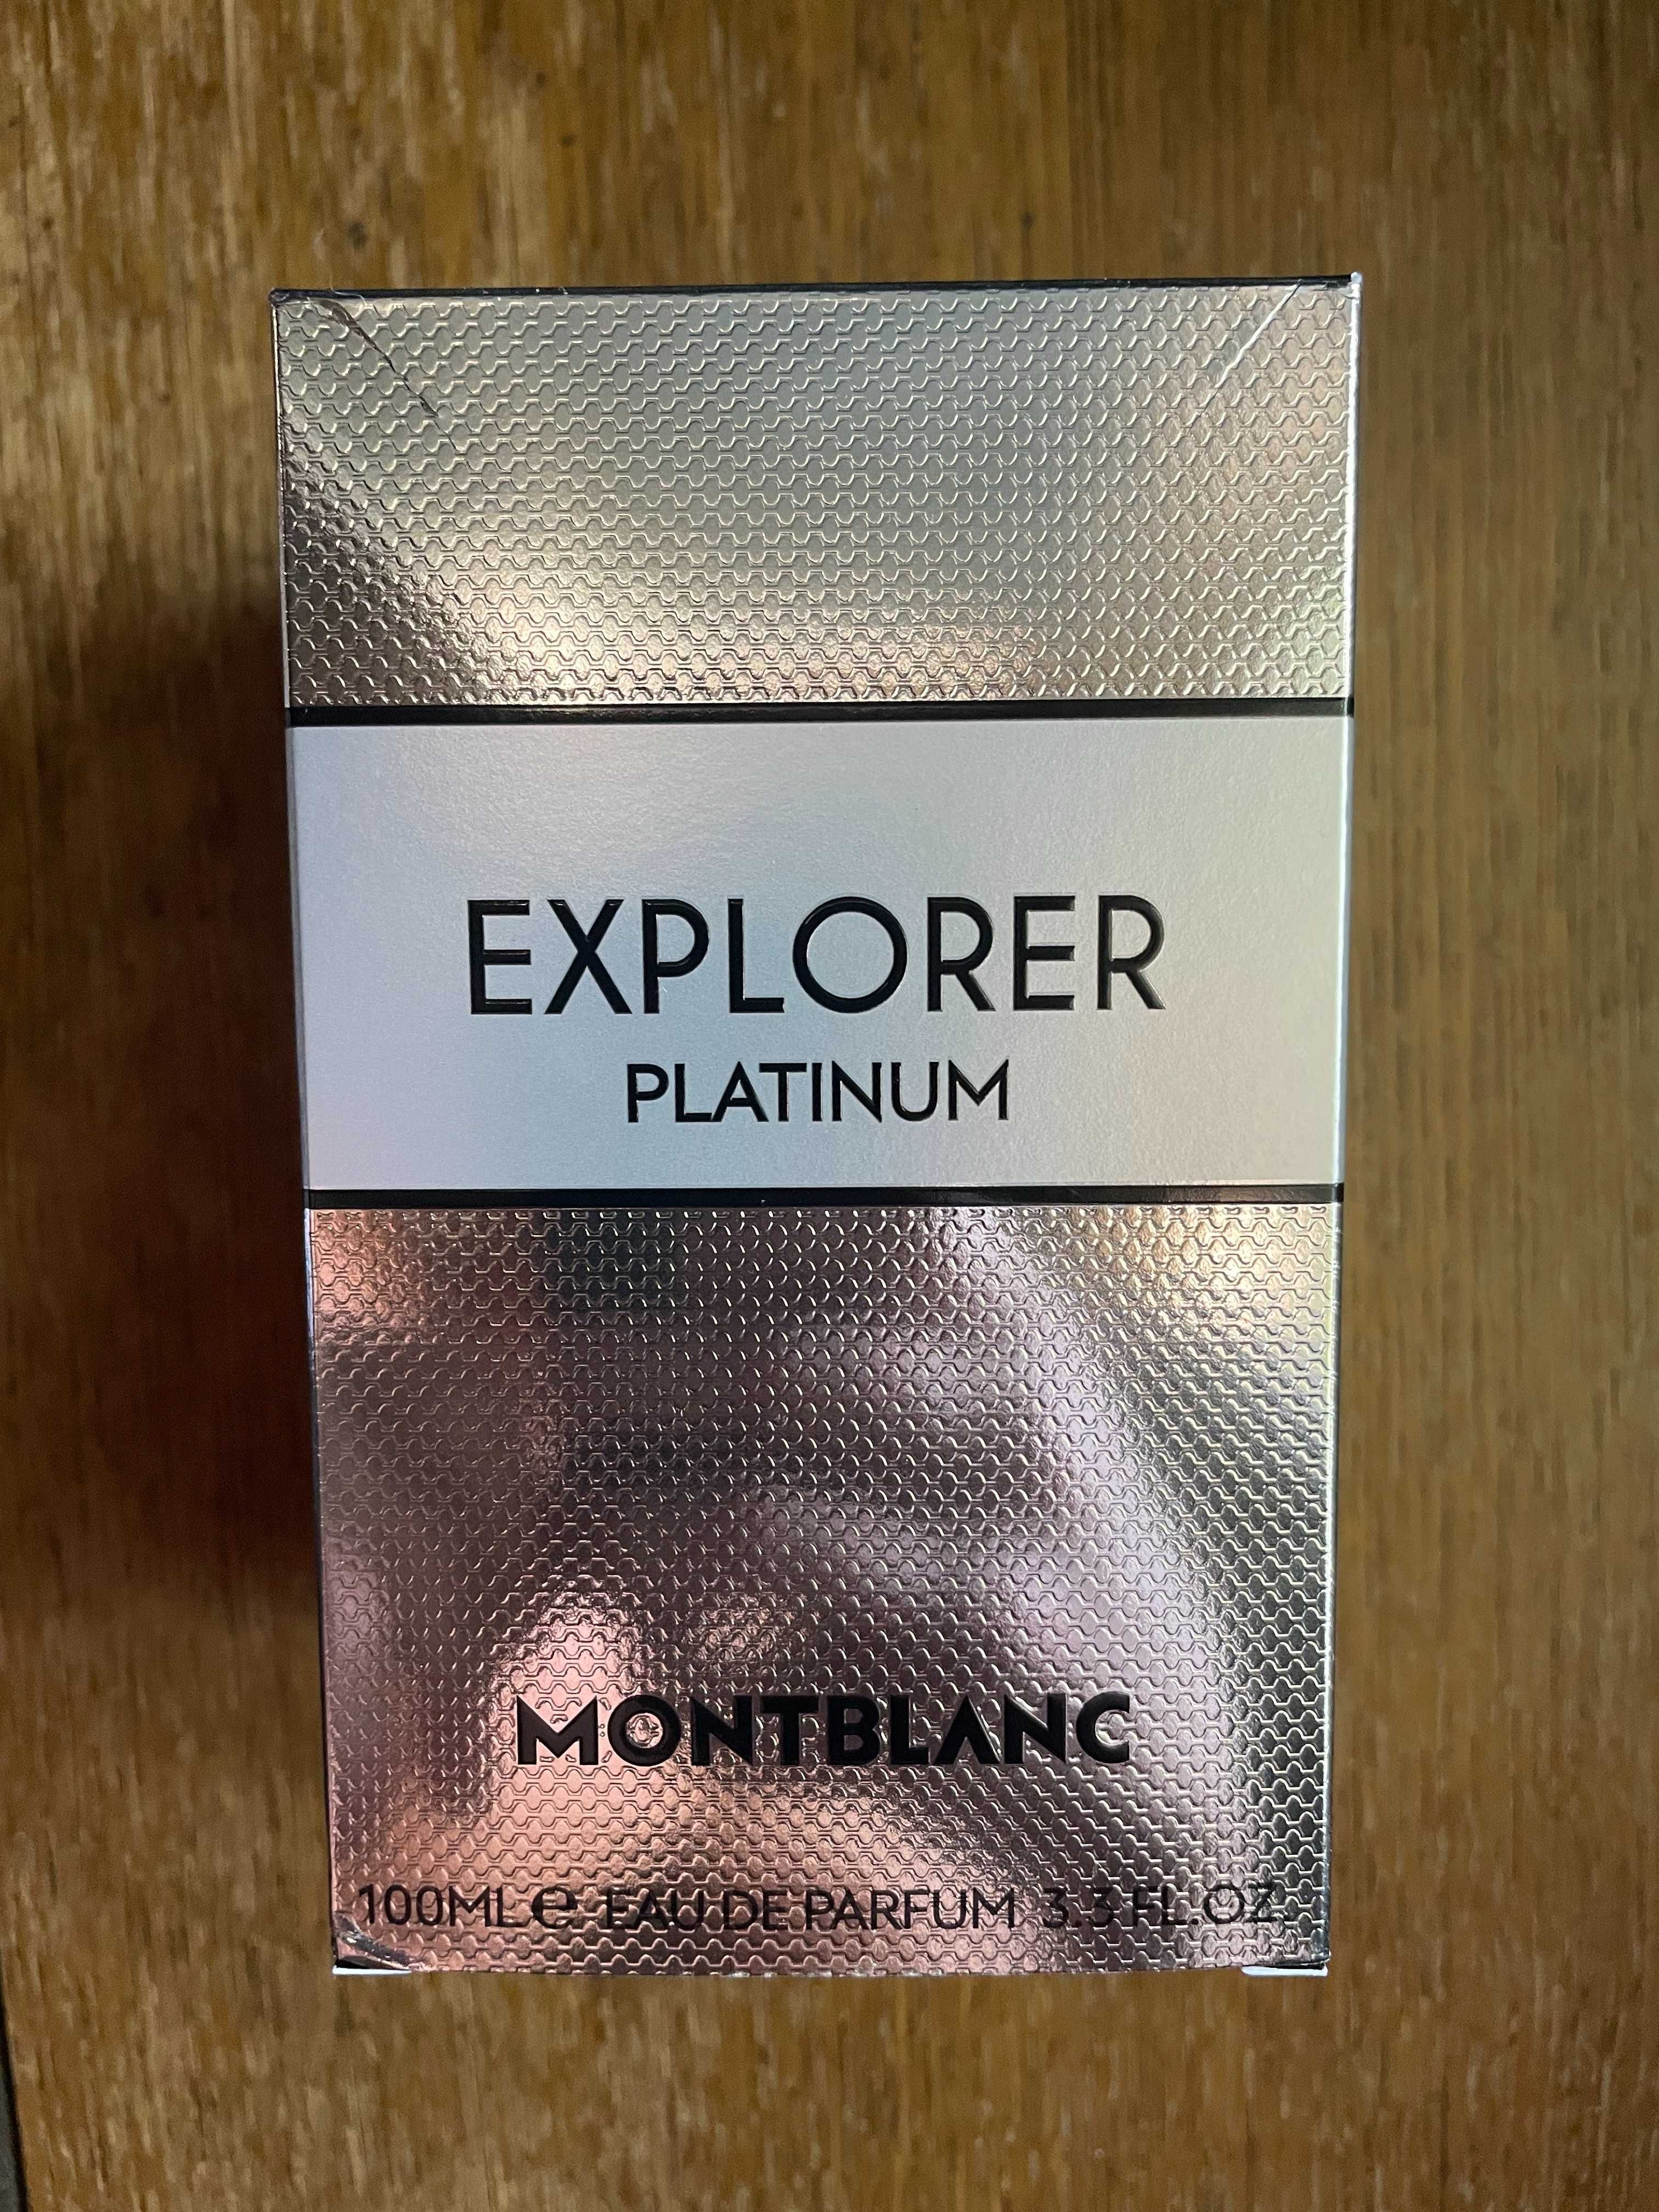 EXPLORER
PLATINUM
MONTBLANC
100ML ℮ EAU DE PARFUM 3.3 FL.OZ.